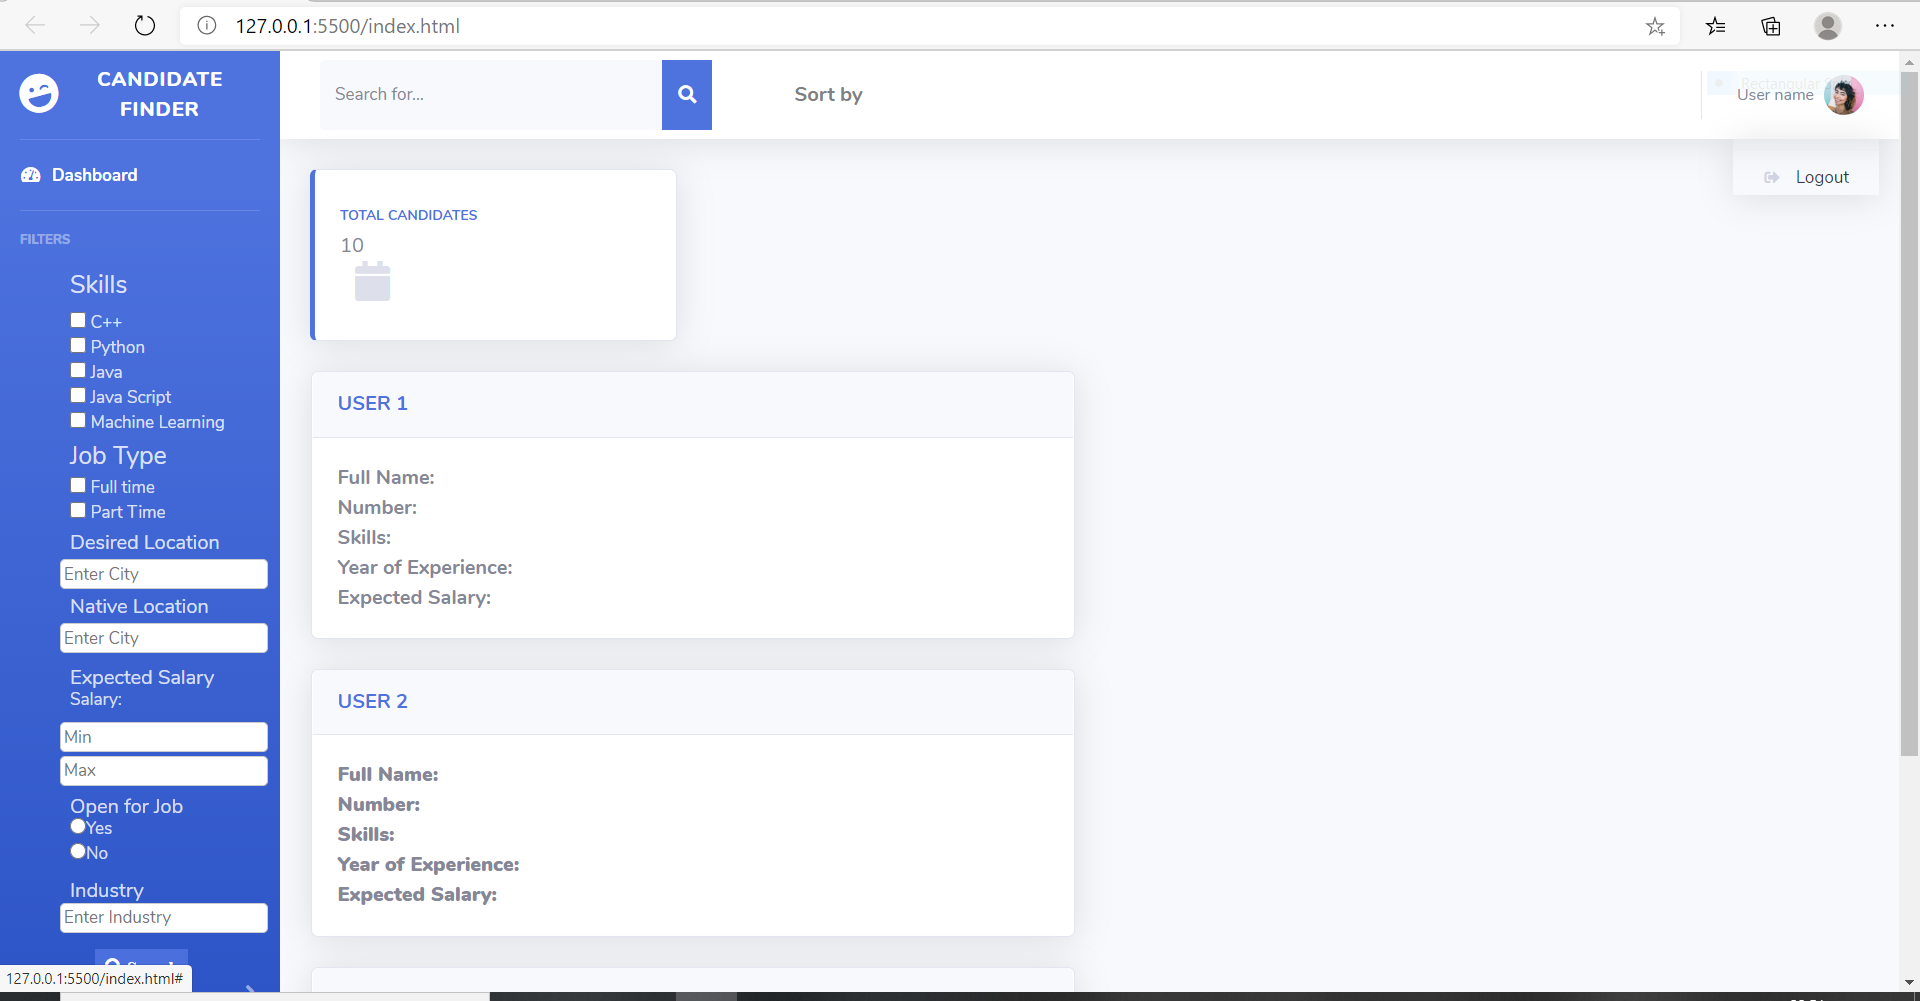 127.0.0.1:5500/index.html
CANDIDATE
FINDER
Search for...
Sort by
Rectangular
User name
Dashboard
Logout
FILTERS
TOTAL CANDIDATES
10
Skills
C++
Python
Java
Java Script
Machine Learning
Job Type
Full time
Part Time
Desired Location
Enter City
Native Location
Enter City
Expected Salary
Salary:
Min
Max
Open for Job
Yes
No
Industry
Enter Industry
USER 1
Full Name:
Number:
Skills:
Year of Experience:
Expected Salary:
USER 2
Full Name:
Number:
Skills:
Year of Experience:
Expected Salary:
127.0.0.1:5500/index.html#